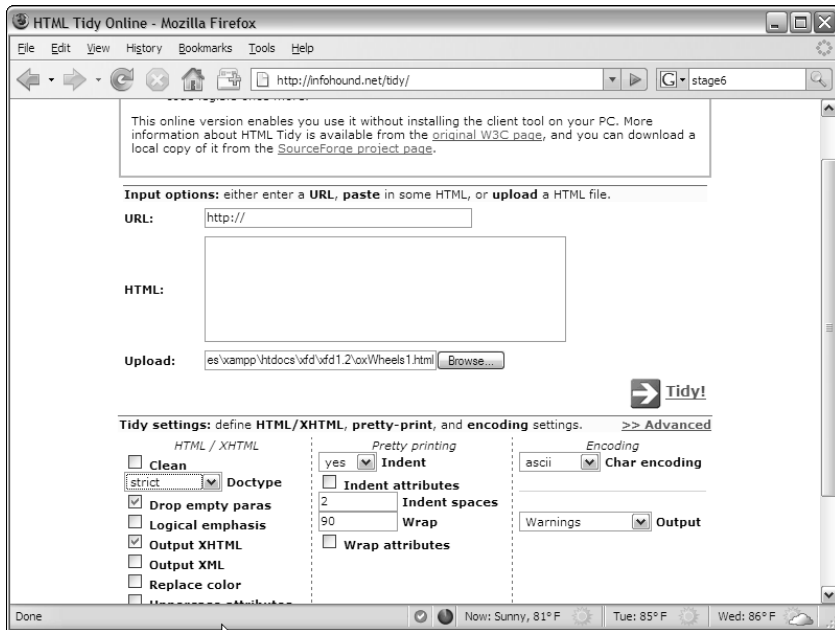 HTML Tidy Online - Mozilla Firefox
File Edit View History Bookmarks Tools Help
http://infohound.net/tidy/ G stage6
code legible once more.
This online version enables you use it without installing the client tool on your PC. More
information about HTML Tidy is available from the original W3C page, and you can download a
local copy of it from the SourceForge project page.
Input options: either enter a URL, paste in some HTML, or upload a HTML file.
URL: http://
HTML:
Upload: es\xampp\htdocs\xfd\xfd1.2\oxWheels1.html Browse...
Tidy!
Tidy settings: define HTML/XHTML, pretty-print, and encoding settings. >> Advanced
HTML / XHTML Pretty printing Encoding
Clean yes Indent ascii Char encoding
strict Doctype Indent attributes
Drop empty paras 2 Indent spaces
Logical emphasis 90 Wrap Warnings Output
Output XHTML Wrap attributes
Output XML
Replace color
Uppercase attributes
Done Now: Sunny, 81° F Tue: 85° F Wed: 86° F